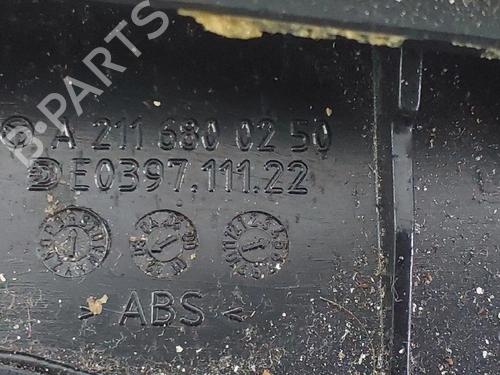 B-PARTS
A 211 680 02 50
E0397.111.22
> ABS <